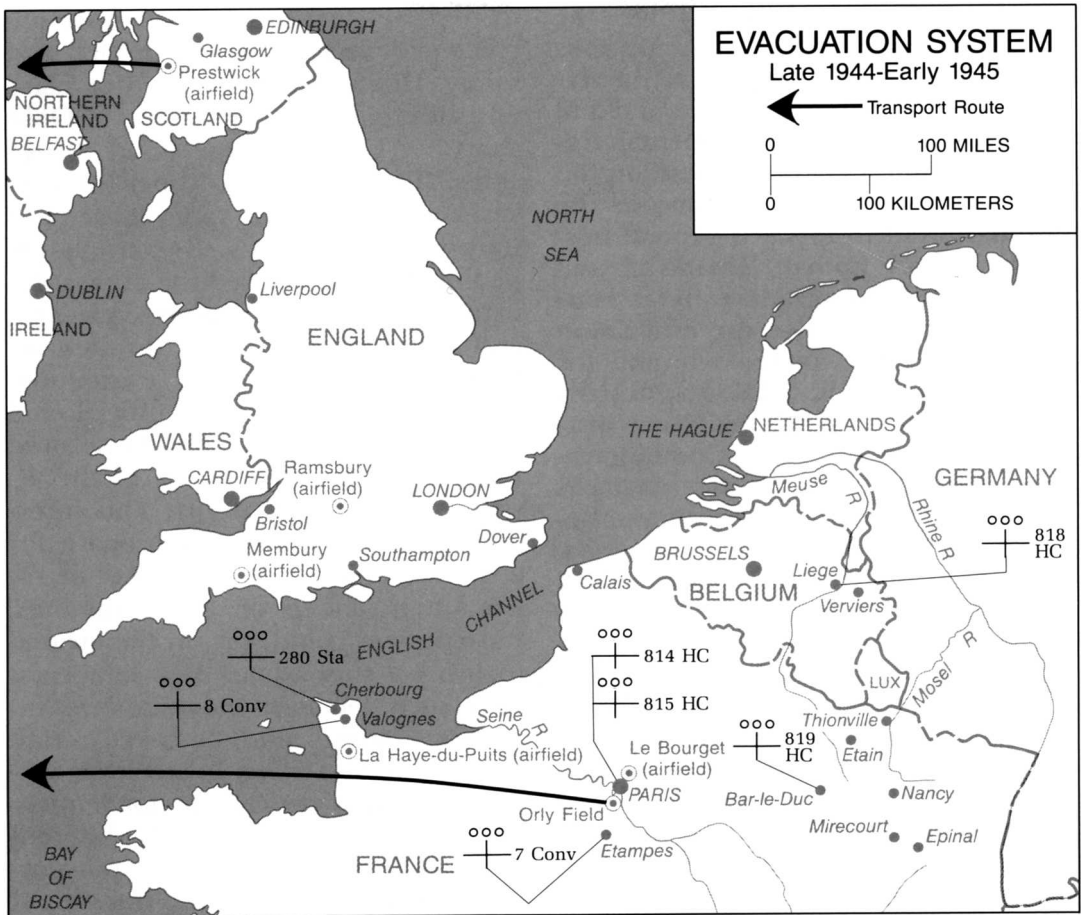 EVACUATION SYSTEM
Late 1944-Early 1945
Transport Route
0 100 MILES
0 100 KILOMETERS
EDINBURGH
Glasgow
Prestwick
(airfield)
NORTHERN
IRELAND
SCOTLAND
BELFAST
NORTH
SEA
DUBLIN
Liverpool
IRELAND
ENGLAND
WALES
THE HAGUE
NETHERLANDS
CARDIFF
Ramsbury
(airfield)
LONDON
GERMANY
Meuse
R
Rhine R
Bristol
Dover
818
HC
Membury
(airfield)
Southampton
BRUSSELS
Liege
Calais
BELGIUM
Verviers
ENGLISH
CHANNEL
280 Sta
814 HC
Mosel R
8 Conv
Cherbourg
815 HC
LUX
Valognes
Seine
R
Thionville
La Haye-du-Puits (airfield)
Le Bourget
(airfield)
819
HC
Etain
PARIS
Bar-le-Duc
Nancy
Orly Field
Mirecourt
Epinal
7 Conv
Etampes
FRANCE
BAY
OF
BISCAY